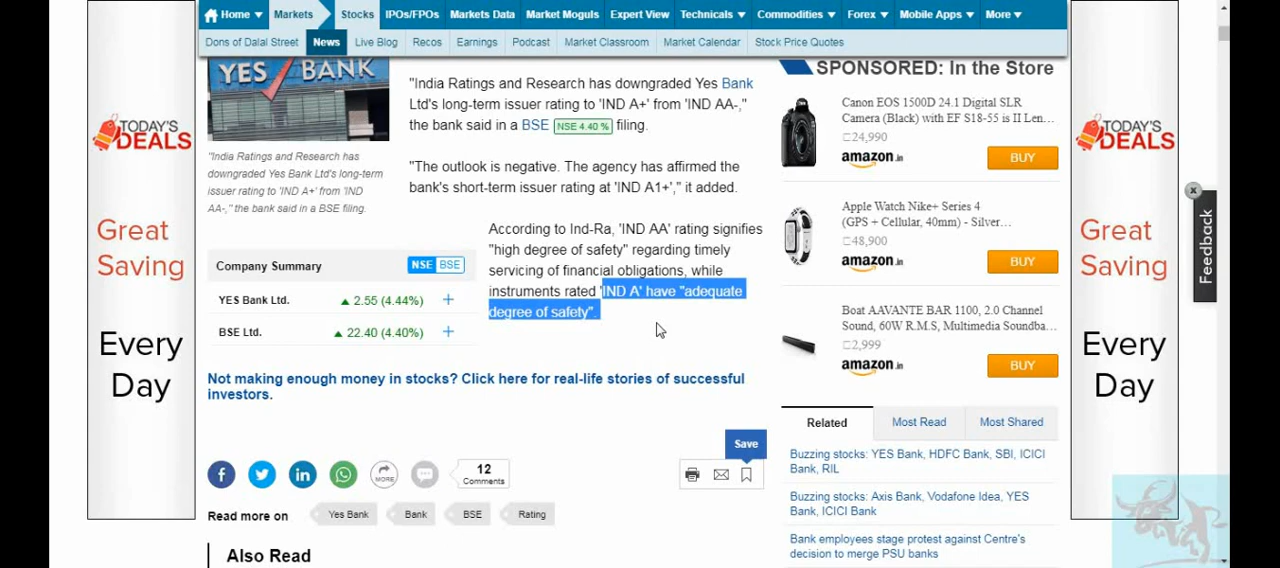 Home
Markets
Stocks
IPOs/FPOs
Markets Data
Market Moguls
Expert View
Technicals
Commodities
Forex
Mobile Apps
More
Dons of Dalal Street
News
Live Blog
Recos
Earnings
Podcast
Market Classroom
Market Calendar
Stock Price Quotes
TODAY'S
DEALS
Great
Saving
Every
Day
YES BANK
"India Ratings and Research has
downgraded Yes Bank Ltd's long-term
issuer rating to 'IND A+' from 'IND
AA-," the bank said in a BSE filing.
"India Ratings and Research has downgraded Yes Bank
Ltd's long-term issuer rating to 'IND A+' from 'IND AA-,"
the bank said in a BSE NSE 4.40 % filing.
"The outlook is negative. The agency has affirmed the
bank's short-term issuer rating at 'IND A1+'," it added.
According to Ind-Ra, 'IND AA' rating signifies
"high degree of safety" regarding timely
servicing of financial obligations, while
instruments rated 'IND A' have "adequate
degree of safety".
Company Summary
NSE BSE
YES Bank Ltd. ▲ 2.55 (4.44%) +
BSE Ltd. ▲ 22.40 (4.40%) +
Not making enough money in stocks? Click here for real-life stories of successful
investors.
Save
MORE
12
Comments
Read more on
Yes Bank
Bank
BSE
Rating
Also Read
SPONSORED: In the Store
Canon EOS 1500D 24.1 Digital SLR
Camera (Black) with EF S18-55 is II Len...
24,990
amazon.in
BUY
Apple Watch Nike+ Series 4
(GPS + Cellular, 40mm) - Silver...
48,900
amazon.in
BUY
Boat AAVANTE BAR 1100, 2.0 Channel
Sound, 60W R.M.S, Multimedia Soundba...
2,999
amazon.in
BUY
Related
Most Read
Most Shared
Buzzing stocks: YES Bank, HDFC Bank, SBI, ICICI
Bank, RIL
Buzzing stocks: Axis Bank, Vodafone Idea, YES
Bank, ICICI Bank
Bank employees stage protest against Centre's
decision to merge PSU banks
TODAY'S
DEALS
Great
Saving
Every
Day
x
Feedback